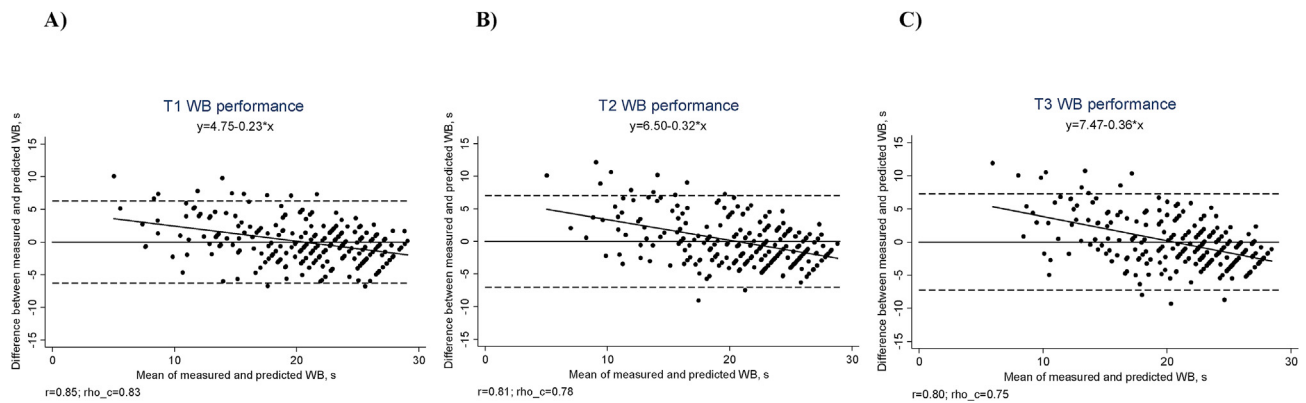 A)
T1 WB performance
y=4.75-0.23*x
Difference between measured and predicted WB, s
15
10
5
0
-5
-10
-15
0 10 20 30
Mean of measured and predicted WB, s
r=0.85; rho_c=0.83
B)
T2 WB performance
y=6.50-0.32*x
Difference between measured and predicted WB, s
15
10
5
0
-5
-10
-15
0 10 20 30
Mean of measured and predicted WB, s
r=0.81; rho_c=0.78
C)
T3 WB performance
y=7.47-0.36*x
Difference between measured and predicted WB, s
15
10
5
0
-5
-10
-15
0 10 20 30
Mean of measured and predicted WB, s
r=0.80; rho_c=0.75